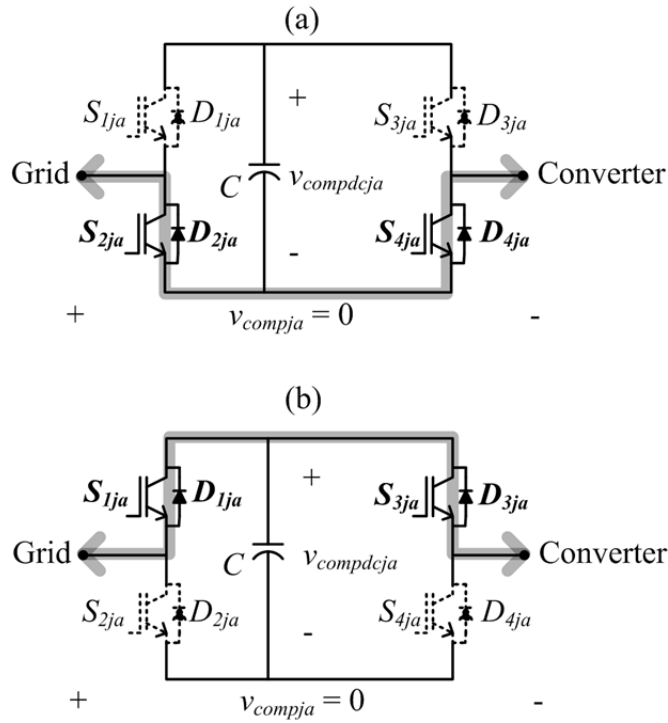 (a)
S1ja D1ja + S3ja D3ja
Grid C vcompdcja Converter
S2ja D2ja - S4ja D4ja
+ vcompja = 0 -
(b)
S1ja D1ja + S3ja D3ja
Grid C vcompdcja Converter
S2ja D2ja - S4ja D4ja
+ vcompja = 0 -